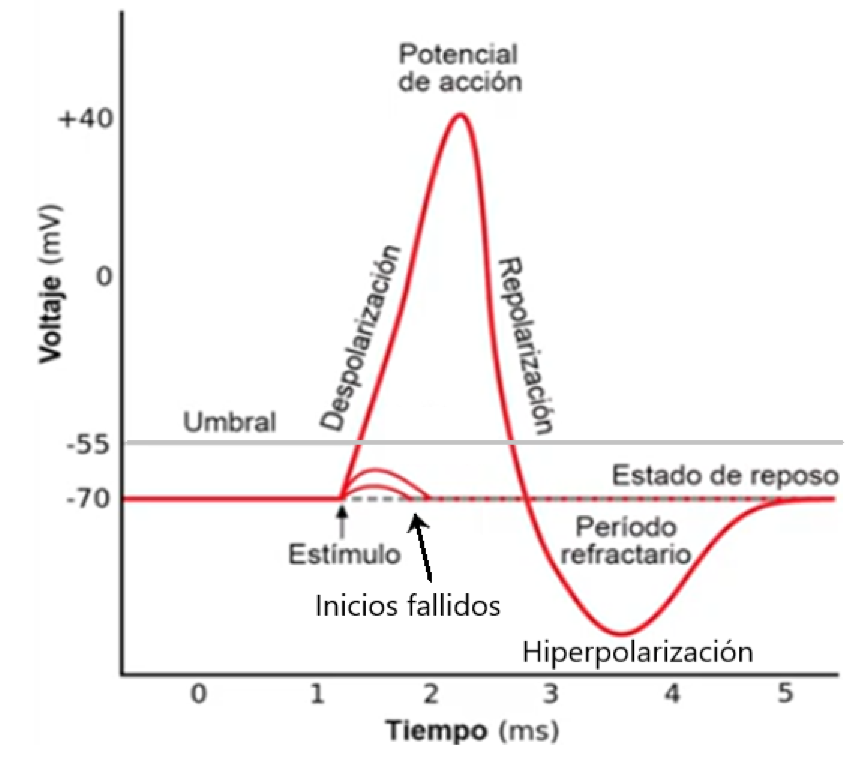 Potencial
de acción
+40
Voltaje (mV)
0
Despolarización
Repolarización
Umbral
-55
Estado de reposo
-70
Estímulo
Período
refractario
Inicios fallidos
Hiperpolarización
0 1 2 3 4 5
Tiempo (ms)